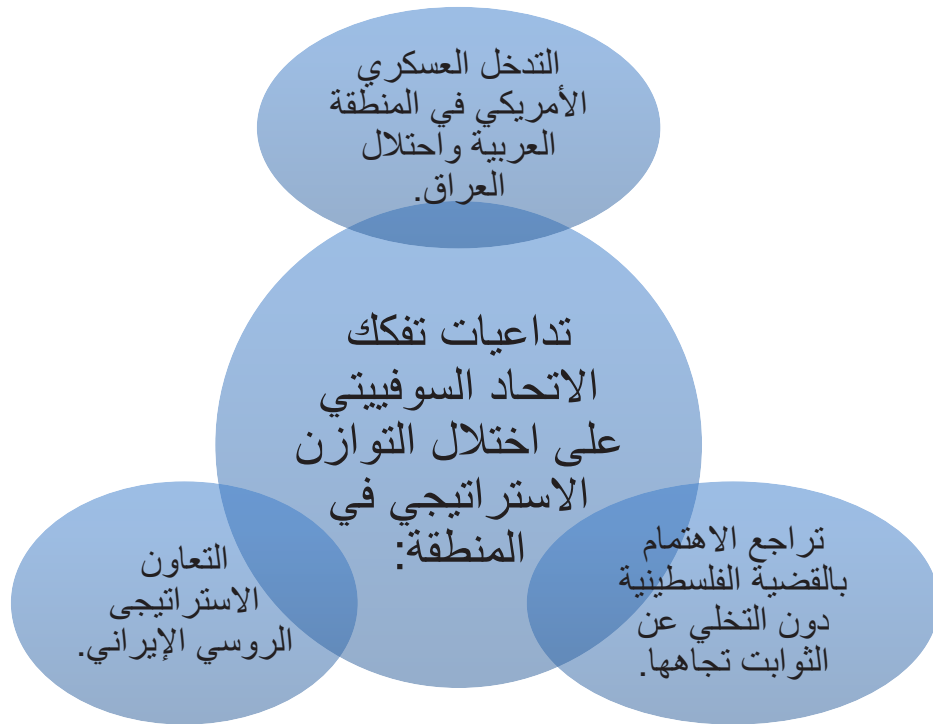 التدخل العسكري
الأمريكي في المنطقة
العربية واحتلال
العراق.
تداعيات تفكك
الاتحاد السوفييتي
على اختلال التوازن
الاستراتيجي في
المنطقة:
تراجع الاهتمام
بالقضية الفلسطينية
دون التخلي عن
الثوابت تجاهها.
التعاون
الاستراتيجى
الروسي الإيراني.